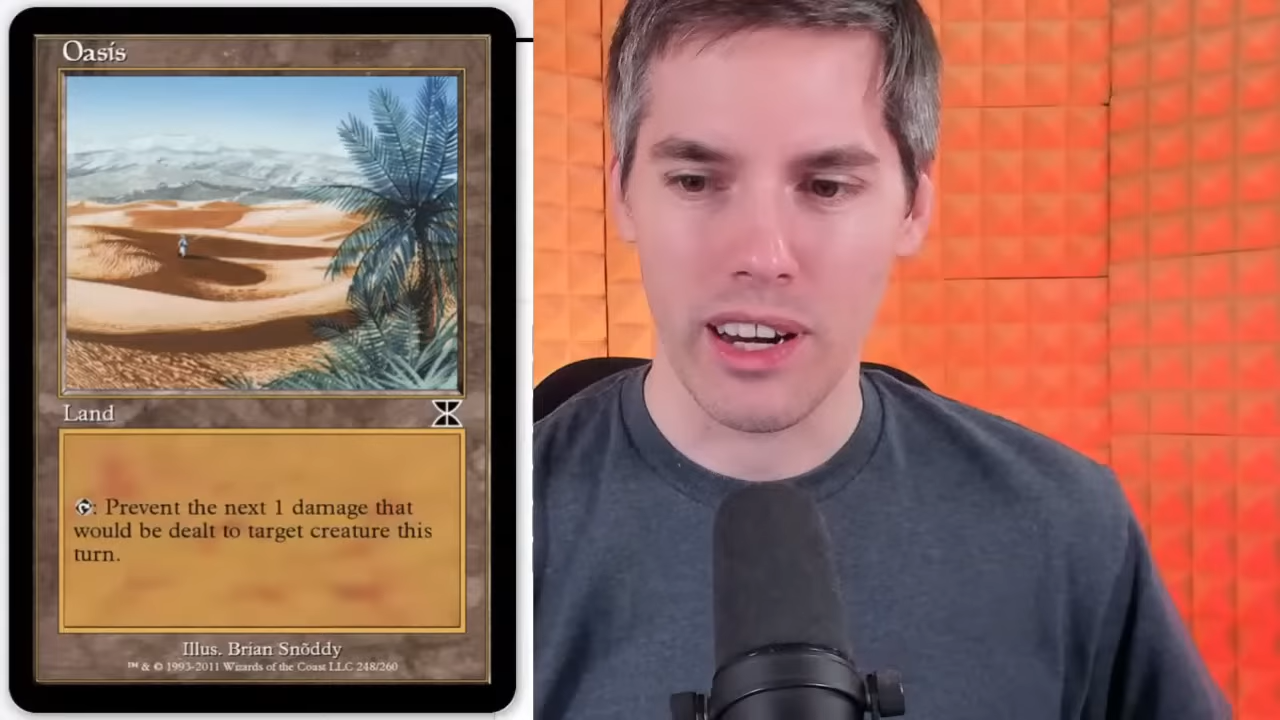 Oasis
Land
: Prevent the next 1 damage that
would be dealt to target creature this
turn.
Illus. Brian Snõddy
™ & © 1993-2011 Wizards of the Coast LLC 248/260